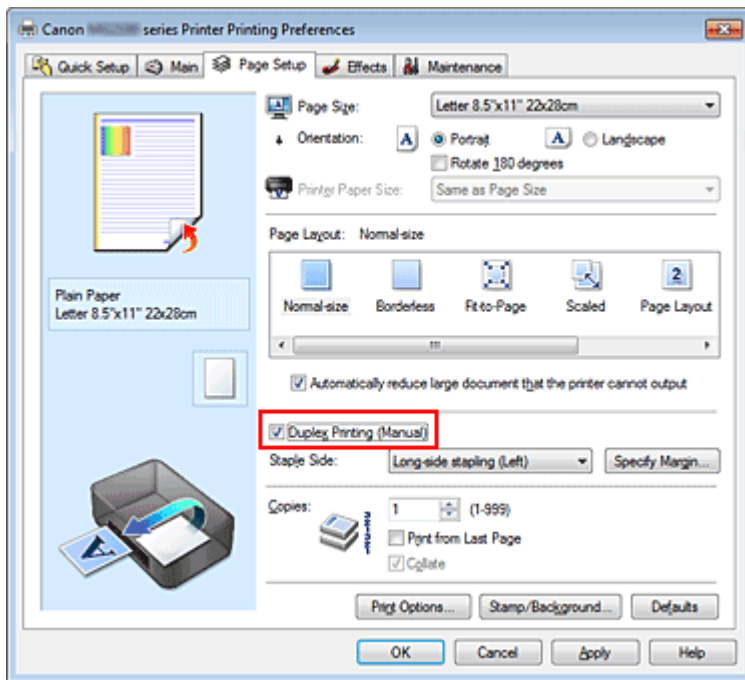 Canon series Printer Printing Preferences
Quick Setup Main Page Setup Effects Maintenance
Page Size: Letter 8.5"x11" 22x28cm
Orientation: A Portrait A Landscape
Rotate 180 degrees
Printer Paper Size: Same as Page Size
Page Layout: Normal-size
2
Normal-size Borderless Fit-to-Page Scaled Page Layout
Plain Paper
Letter 8.5"x11" 22x28cm
Automatically reduce large document that the printer cannot output
Duplex Printing (Manual)
Staple Side: Long-side stapling (Left) Specify Margin...
Copies: 1 (1-999)
Print from Last Page
Collate
A
Print Options... Stamp/Background... Defaults
OK Cancel Apply Help